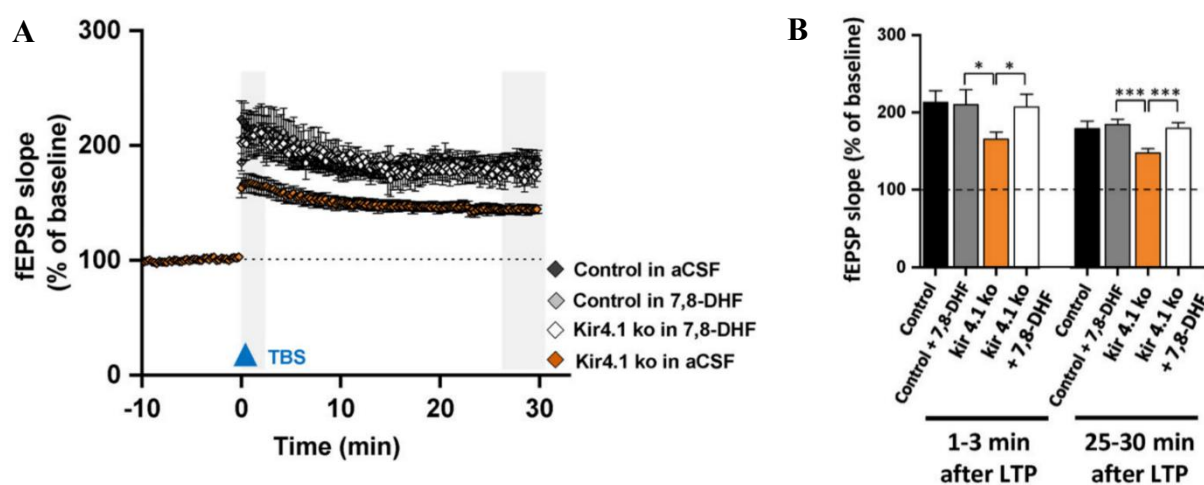 A
300
200
100
0
fEPSP slope
(% of baseline)
TBS
-10
0
10
20
30
Time (min)
Control in aCSF
Control in 7,8-DHF
Kir4.1 ko in 7,8-DHF
Kir4.1 ko in aCSF
B
300
200
100
0
fEPSP slope (% of baseline)
* *
*** ***
Control
Control + 7,8-DHF
kir 4.1 ko
kir 4.1 ko
+ 7,8-DHF
Control
Control + 7,8-DHF
kir 4.1 ko
kir 4.1 ko
+ 7,8-DHF
1-3 min
after LTP
25-30 min
after LTP